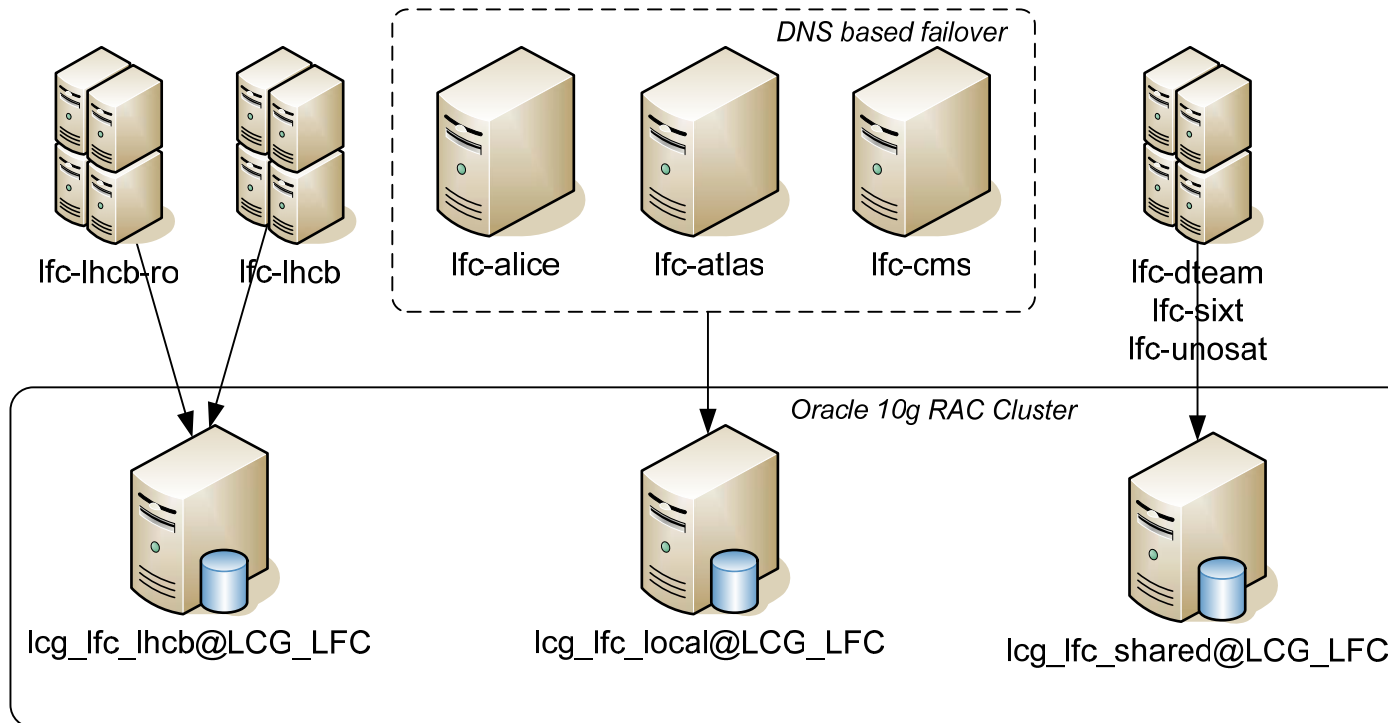 DNS based failover
lfc-lhcb-ro
lfc-lhcb
lfc-alice
lfc-atlas
lfc-cms
lfc-dteam
lfc-sixt
lfc-unosat
Oracle 10g RAC Cluster
lcg_lfc_lhcb@LCG_LFC
lcg_lfc_local@LCG_LFC
lcg_lfc_shared@LCG_LFC